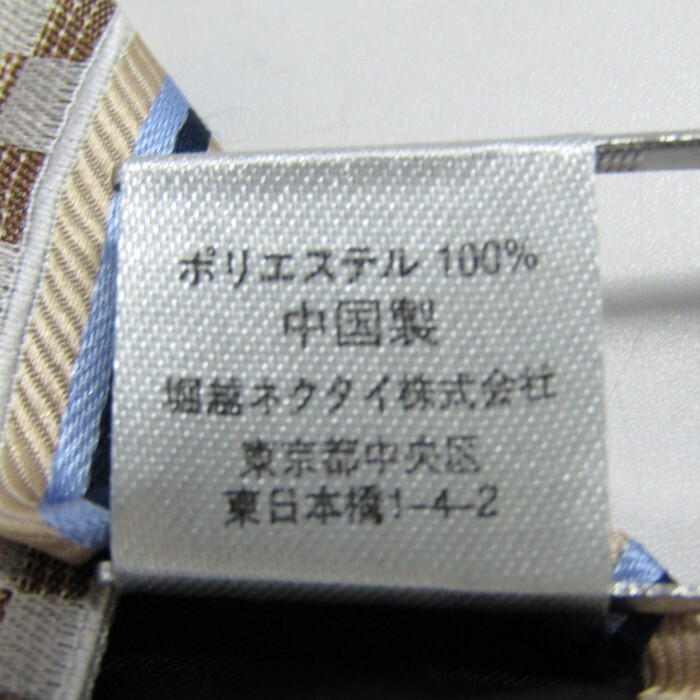 ポリエステル 100%
中国製
堀越ネクタイ株式会社
東京都中央区
東日本橋1-4-2